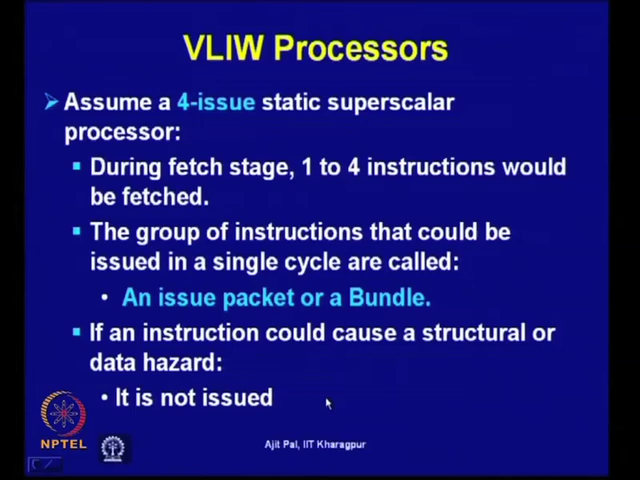 VLIW Processors
Assume a 4-issue static superscalar
processor:
During fetch stage, 1 to 4 instructions would
be fetched.
The group of instructions that could be
issued in a single cycle are called:
• An issue packet or a Bundle.
If an instruction could cause a structural or
data hazard:
• It is not issued
NPTEL
Ajit Pal, IIT Kharagpur